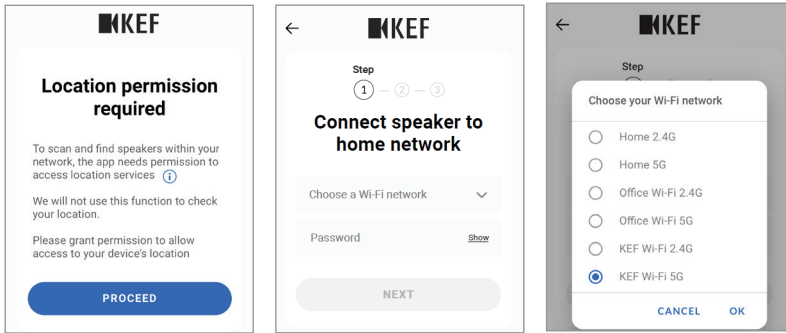 KEF
Location permission
required
To scan and find speakers within your
network, the app needs permission to
access location services
We will not use this function to check
your location.
Please grant permission to allow
access to your device's location
PROCEED
KEF
Step
1 2 3
Connect speaker to
home network
Choose a Wi-Fi network
Password Show
NEXT
KEF
Step
Choose your Wi-Fi network
Home 2.4G
Home 5G
Office Wi-Fi 2.4G
Office Wi-Fi 5G
KEF Wi-Fi 2.4G
KEF Wi-Fi 5G
CANCEL OK